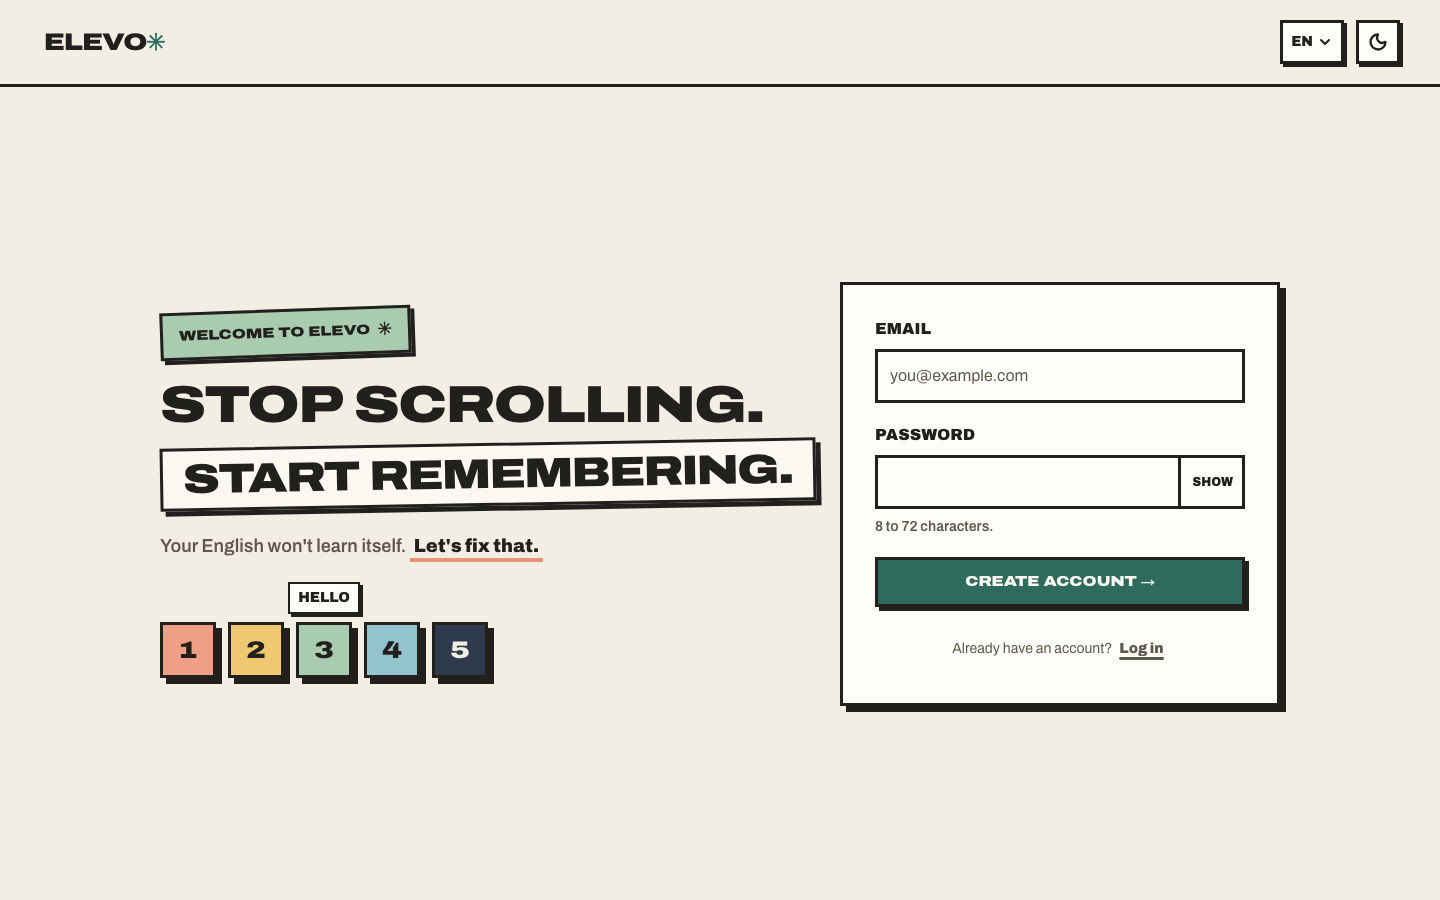 ELEVO✳
EN
WELCOME TO ELEVO ✳
STOP SCROLLING.
START REMEMBERING.
Your English won't learn itself. Let's fix that.
HELLO
1 2 3 4 5
EMAIL
you@example.com
PASSWORD
SHOW
8 to 72 characters.
CREATE ACCOUNT →
Already have an account? Log in